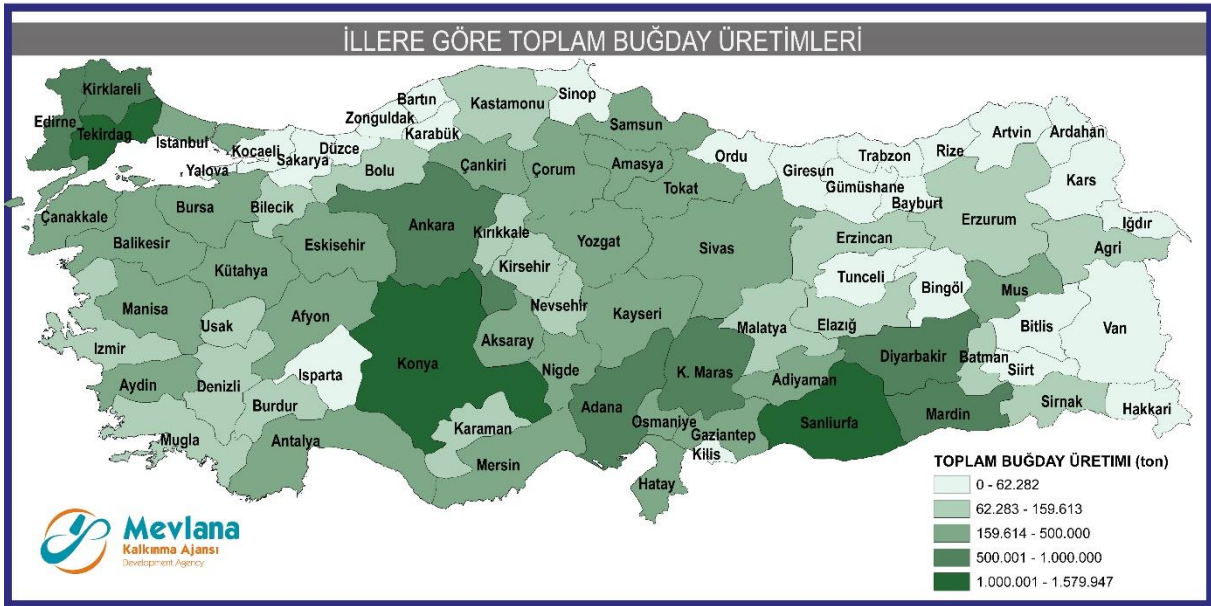 İLLERE GÖRE TOPLAM BUĞDAY ÜRETİMLERİ
Kirklareli
Edirne
Tekirdag
Istanbul
Kocaeli
Yalova
Sakarya
Düzce
Zonguldak
Bartın
Karabük
Kastamonu
Sinop
Samsun
Ordu
Giresun
Trabzon
Rize
Artvin
Ardahan
Kars
Gümüshane
Bayburt
Iğdır
Çanakkale
Bursa
Bilecik
Bolu
Çankiri
Çorum
Amasya
Tokat
Erzurum
Erzincan
Agri
Balikesir
Eskisehir
Ankara
Kırıkkale
Yozgat
Sivas
Kütahya
Kirsehir
Tunceli
Bingöl
Mus
Manisa
Usak
Afyon
Nevsehir
Kayseri
Malatya
Elazığ
Bitlis
Van
Izmir
Aksaray
Diyarbakir
Batman
Siirt
Aydin
Denizli
Isparta
Konya
Nigde
K. Maras
Adiyaman
Sirnak
Hakkari
Burdur
Adana
Osmaniye
Gaziantep
Sanliurfa
Mardin
Mugla
Antalya
Karaman
Mersin
Kilis
Hatay
TOPLAM BUĞDAY ÜRETIMI (ton)
0 - 62.282
62.283 - 159.613
159.614 - 500.000
500.001 - 1.000.000
1.000.001 - 1.579.947
Mevlana
Kalkınma Ajansı
Development Agency